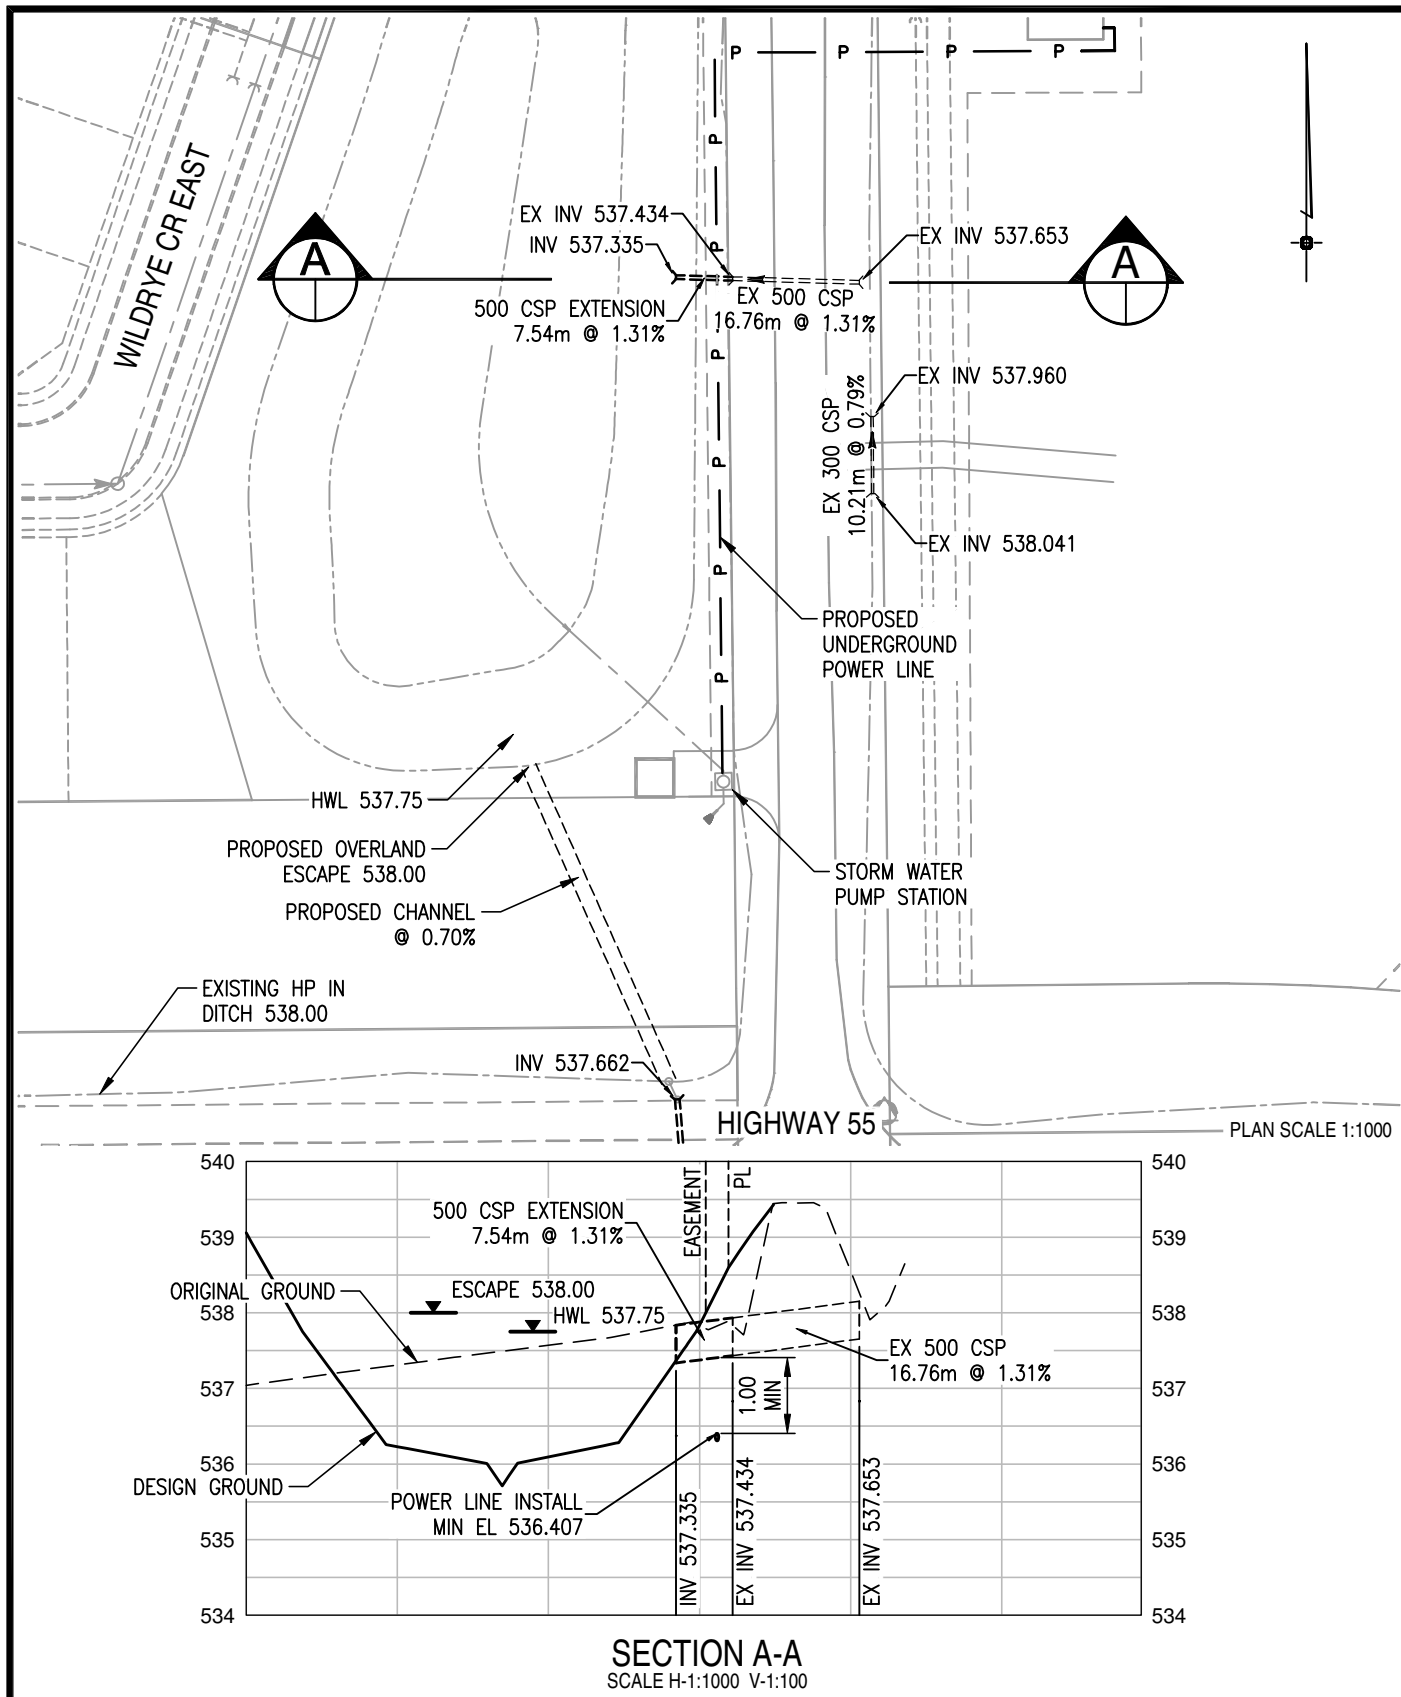 P
P
P
P
P
WILDRYE CR EAST
EX INV 537.434
INV 537.335
P
EX INV 537.653
A
A
500 CSP EXTENSION
7.54m @ 1.31%
EX 500 CSP
16.76m @ 1.31%
P
EX INV 537.960
EX 300 CSP
10.21m @ 0.79%
P
EX INV 538.041
P
PROPOSED
UNDERGROUND
POWER LINE
P
HWL 537.75
PROPOSED OVERLAND
ESCAPE 538.00
STORM WATER
PUMP STATION
PROPOSED CHANNEL
@ 0.70%
EXISTING HP IN
DITCH 538.00
INV 537.662
HIGHWAY 55
PLAN SCALE 1:1000
540
539
538
537
536
535
534
540
539
538
537
536
535
534
EASEMENT
PL
500 CSP EXTENSION
7.54m @ 1.31%
ORIGINAL GROUND
ESCAPE 538.00
HWL 537.75
EX 500 CSP
16.76m @ 1.31%
1.00
MIN
DESIGN GROUND
POWER LINE INSTALL
MIN EL 536.407
INV 537.335
EX INV 537.434
EX INV 537.653
SECTION A-A
SCALE H-1:1000 V-1:100